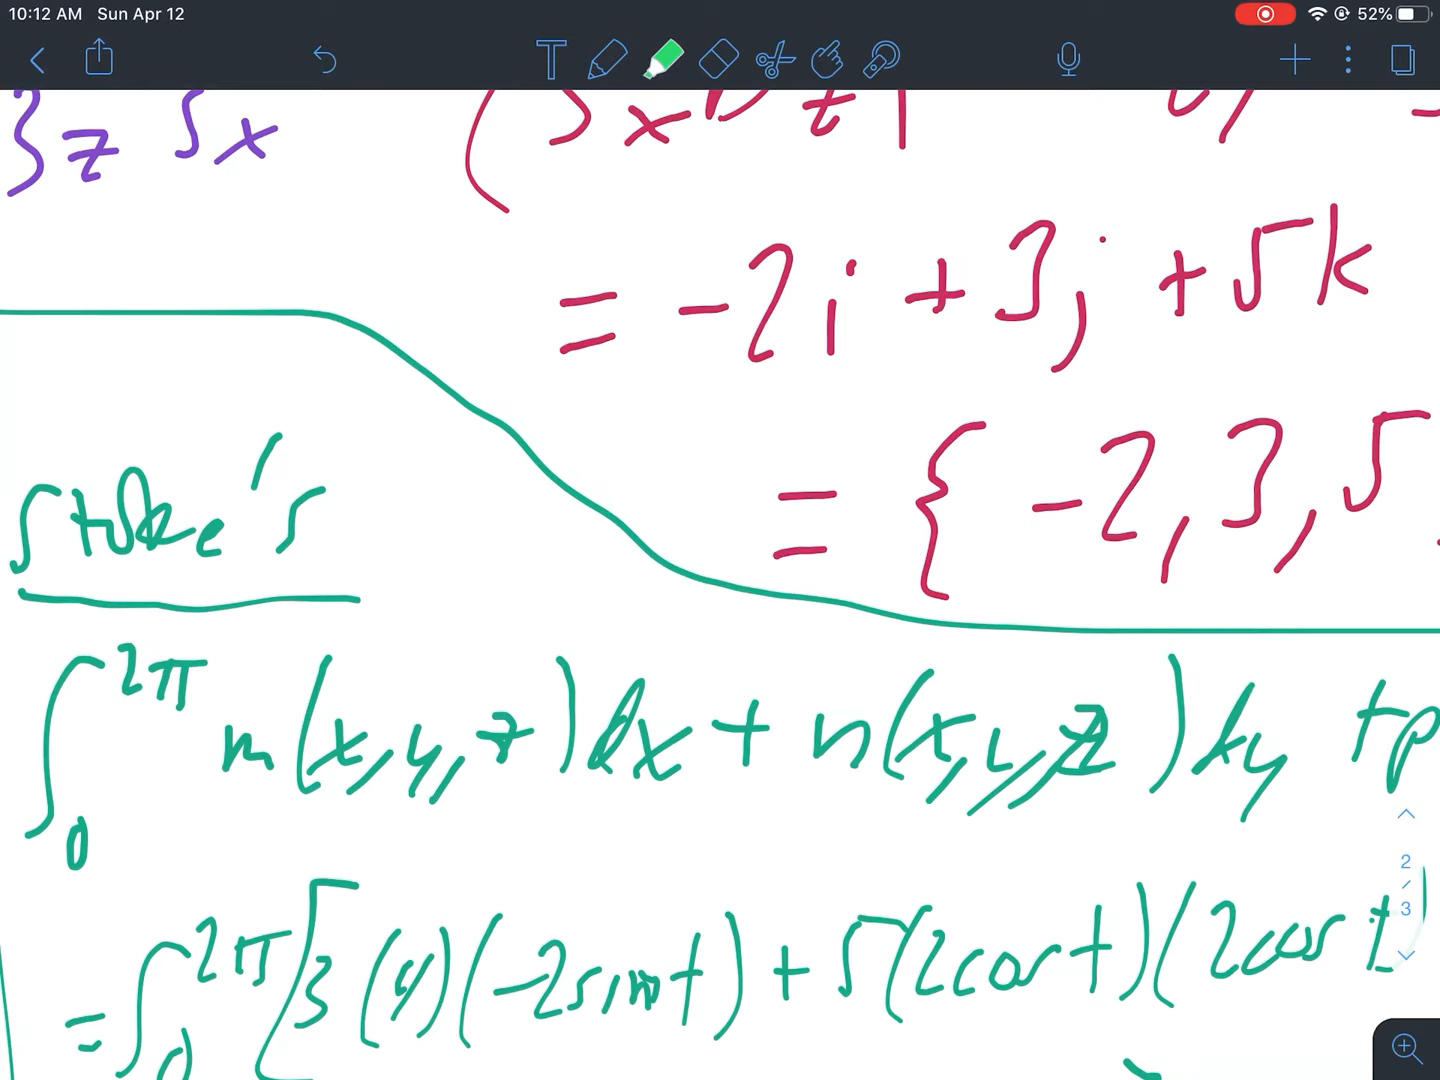 10:12 AM Sun Apr 12 52%
3z 5x
= -2i + 3j + 5k
= { -2, 3, 5
Stoke's
∫₀^2π m(x,y,z)dx + n(x,y,z)dy + p
= ∫₀^2π [3(4)(-2sint) + 5(2cost)(2cost)
2
/
3